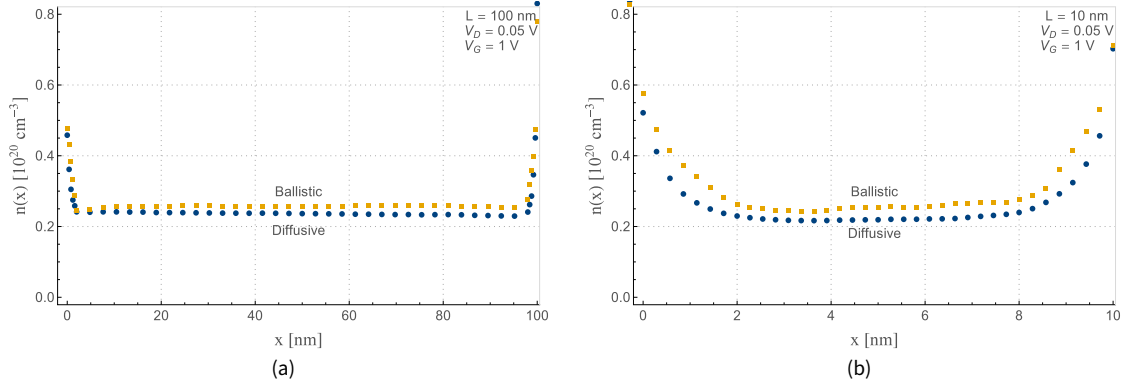 L = 100 nm
V_D = 0.05 V
V_G = 1 V
n(x) [10^20 cm^−3]
0.8
0.6
0.4
0.2
0.0
Ballistic
Diffusive
0 20 40 60 80 100
x [nm]
(a)
L = 10 nm
V_D = 0.05 V
V_G = 1 V
n(x) [10^20 cm^−3]
0.8
0.6
0.4
0.2
0.0
Ballistic
Diffusive
0 2 4 6 8 10
x [nm]
(b)